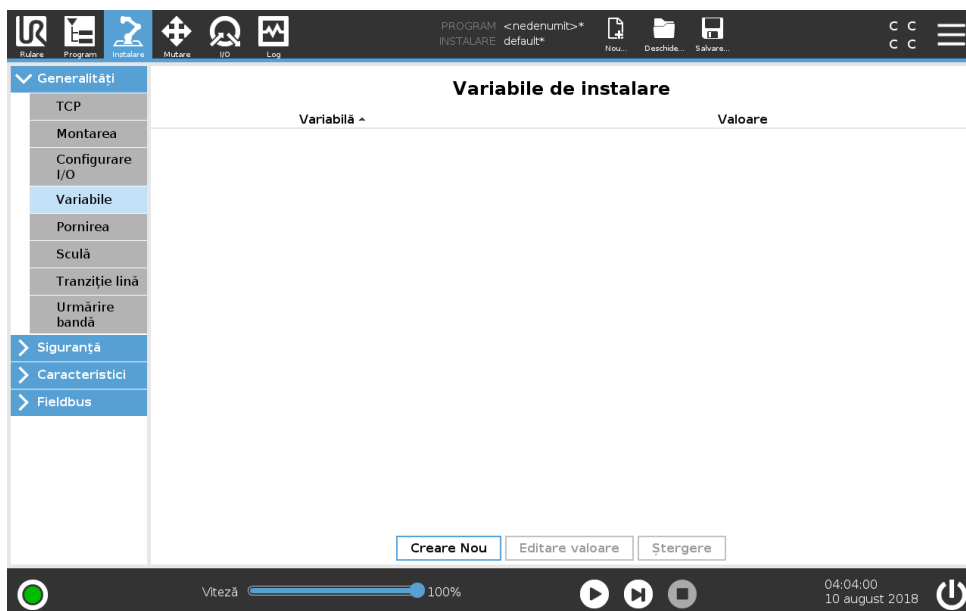 PROGRAM <nedenumit>*
INSTALARE default*
C C
C C
Rulare Program Instalare Mutare I/O Log Nou... Deschide... Salvare...
Generalități
TCP
Montarea
Configurare
I/O
Variabile
Pornirea
Sculă
Tranziție lină
Urmărire
bandă
Siguranță
Caracteristici
Fieldbus
Variabile de instalare
Variabilă Valoare
Creare Nou Editare valoare Ștergere
Viteză 100%
04:04:00
10 august 2018